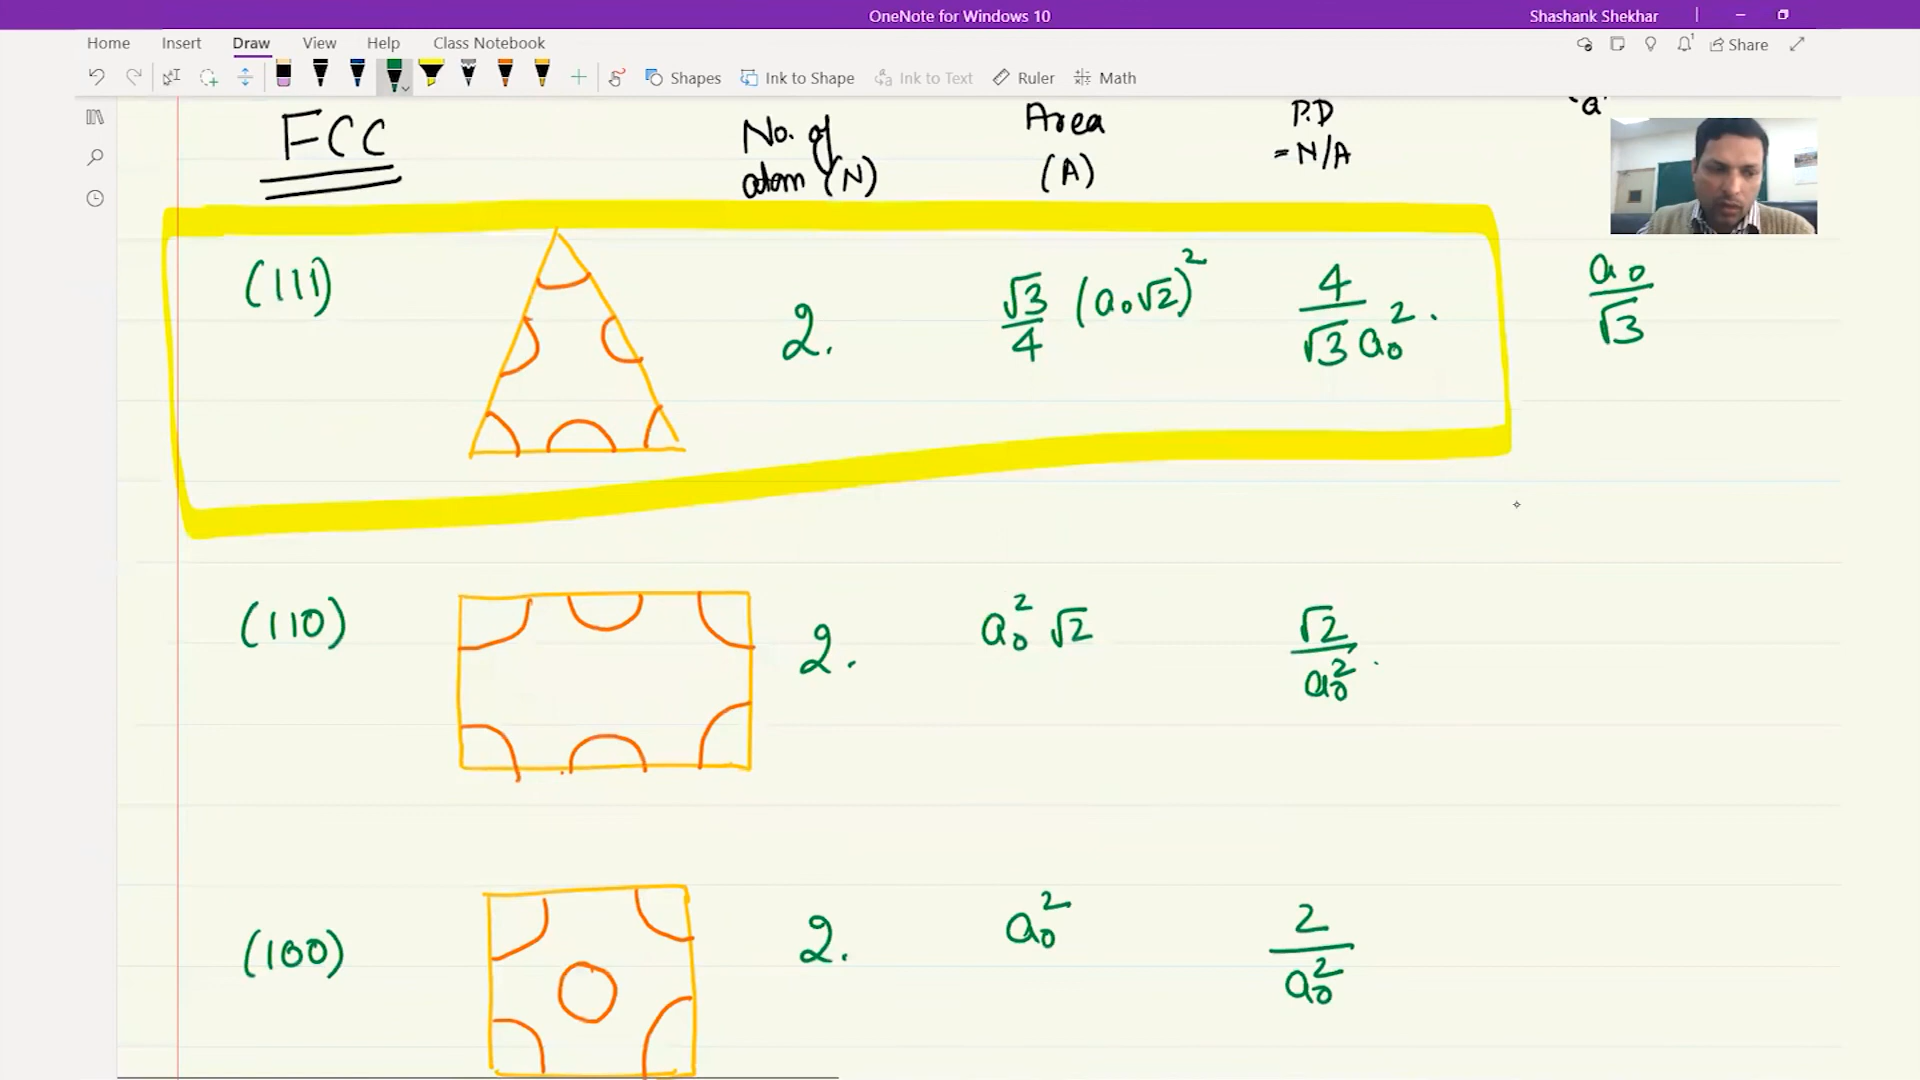 OneNote for Windows 10
Shashank Shekhar
Home Insert Draw View Help Class Notebook
Share
Shapes Ink to Shape Ink to Text Ruler Math
FCC
No. of atom (N)
Area (A)
P.D = N/A
"a"
(111)
2.
√3/4 (a₀√2)²
4/√3 a₀².
a₀/√3
(110)
2.
a₀² √2
√2/a₀².
(100)
2.
a₀²
2/a₀²